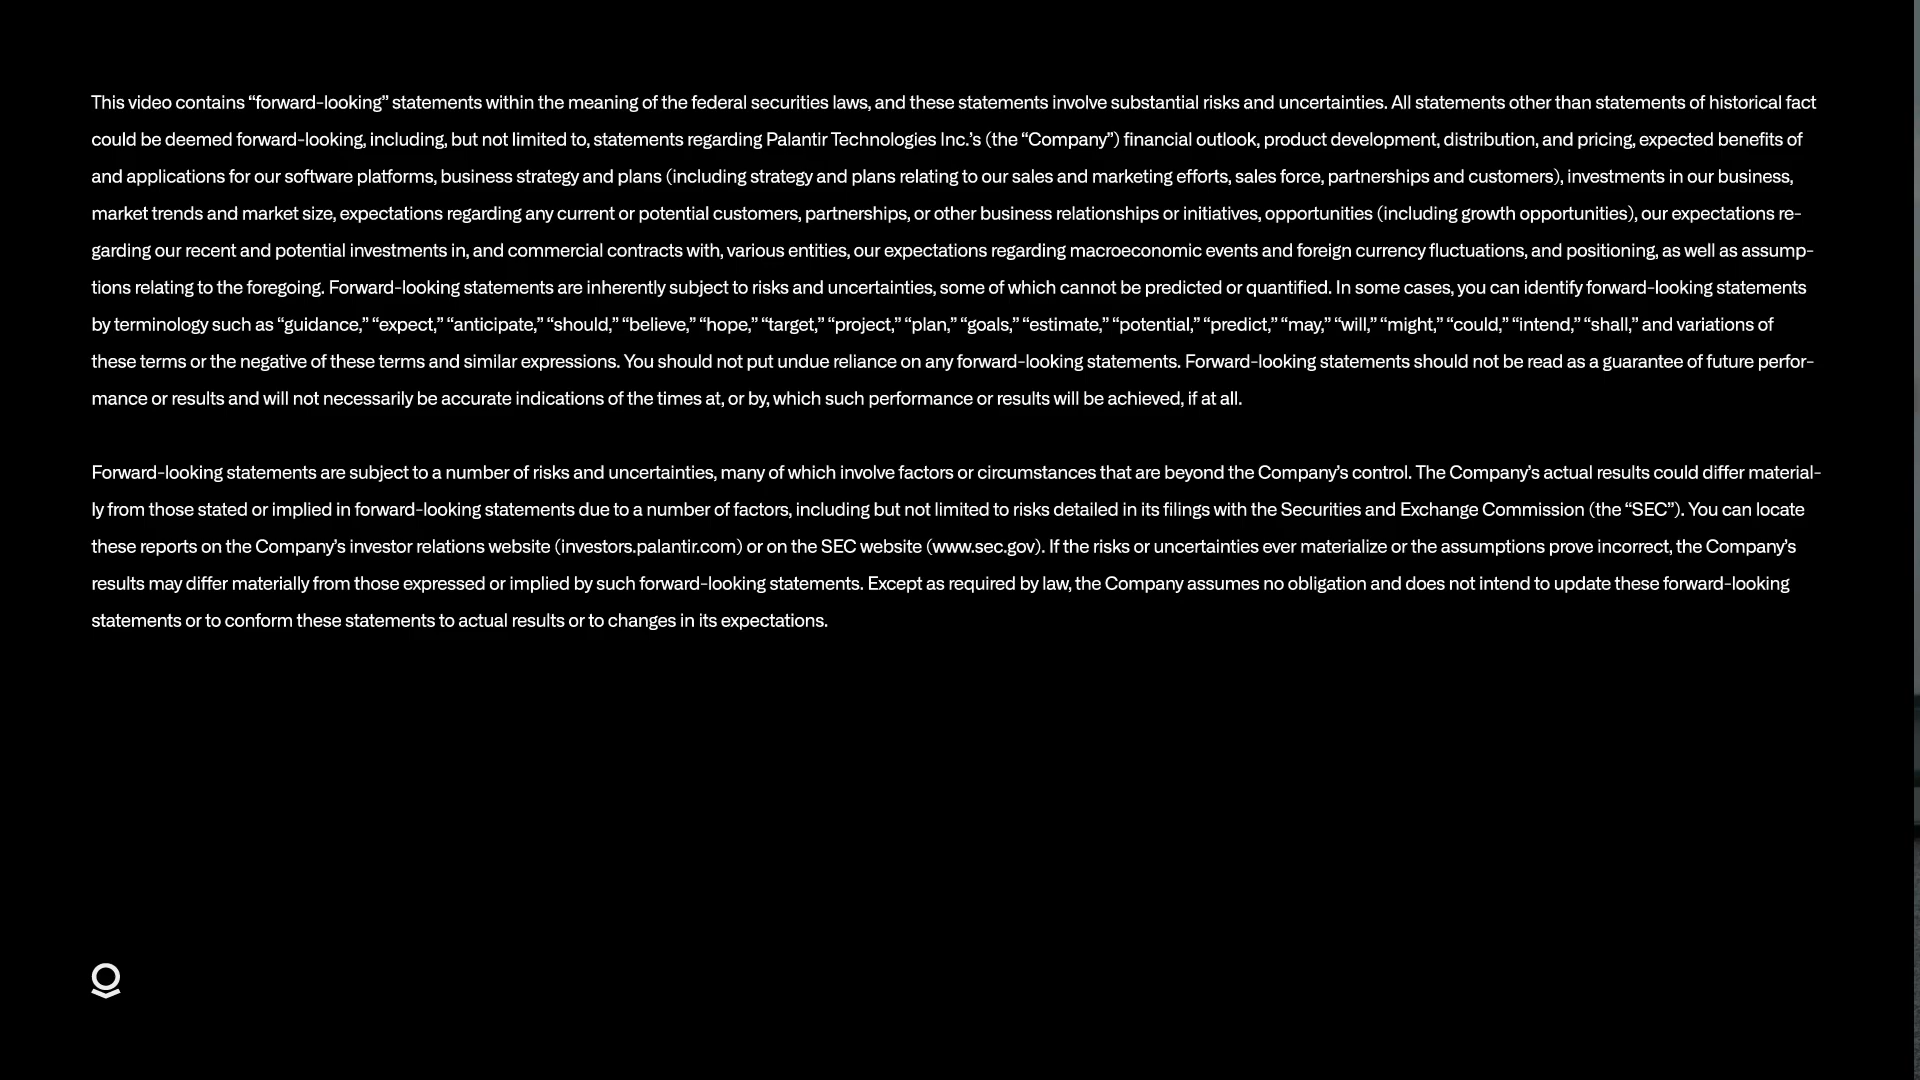 This video contains “forward-looking” statements within the meaning of the federal securities laws, and these statements involve substantial risks and uncertainties. All statements other than statements of historical fact
could be deemed forward-looking, including, but not limited to, statements regarding Palantir Technologies Inc.’s (the “Company”) financial outlook, product development, distribution, and pricing, expected benefits of
and applications for our software platforms, business strategy and plans (including strategy and plans relating to our sales and marketing efforts, sales force, partnerships and customers), investments in our business,
market trends and market size, expectations regarding any current or potential customers, partnerships, or other business relationships or initiatives, opportunities (including growth opportunities), our expectations re-
garding our recent and potential investments in, and commercial contracts with, various entities, our expectations regarding macroeconomic events and foreign currency fluctuations, and positioning, as well as assump-
tions relating to the foregoing. Forward-looking statements are inherently subject to risks and uncertainties, some of which cannot be predicted or quantified. In some cases, you can identify forward-looking statements
by terminology such as “guidance,” “expect,” “anticipate,” “should,” “believe,” “hope,” “target,” “project,” “plan,” “goals,” “estimate,” “potential,” “predict,” “may,” “will,” “might,” “could,” “intend,” “shall,” and variations of
these terms or the negative of these terms and similar expressions. You should not put undue reliance on any forward-looking statements. Forward-looking statements should not be read as a guarantee of future perfor-
mance or results and will not necessarily be accurate indications of the times at, or by, which such performance or results will be achieved, if at all.
Forward-looking statements are subject to a number of risks and uncertainties, many of which involve factors or circumstances that are beyond the Company’s control. The Company’s actual results could differ material-
ly from those stated or implied in forward-looking statements due to a number of factors, including but not limited to risks detailed in its filings with the Securities and Exchange Commission (the “SEC”). You can locate
these reports on the Company’s investor relations website (investors.palantir.com) or on the SEC website (www.sec.gov). If the risks or uncertainties ever materialize or the assumptions prove incorrect, the Company’s
results may differ materially from those expressed or implied by such forward-looking statements. Except as required by law, the Company assumes no obligation and does not intend to update these forward-looking
statements or to conform these statements to actual results or to changes in its expectations.